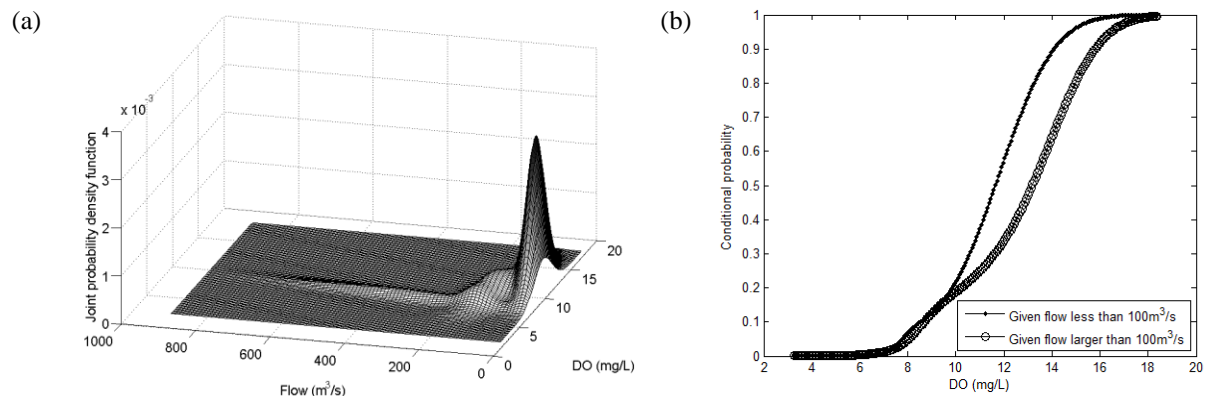 (a)
x 10-3
4
3
2
1
0
Joint probability density function
1000
800
600
400
200
0
Flow (m3/s)
0
5
10
15
20
DO (mg/L)
(b)
1
0.9
0.8
0.7
0.6
0.5
0.4
0.3
0.2
0.1
0
Conditional probability
Given flow less than 100m3/s
Given flow larger than 100m3/s
2 4 6 8 10 12 14 16 18 20
DO (mg/L)